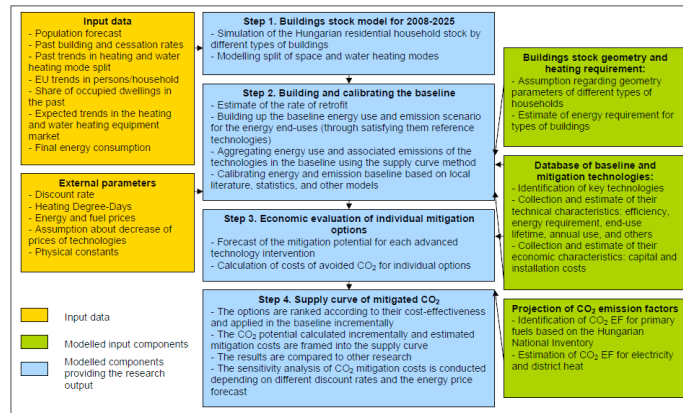 Input data
- Population forecast
- Past building and cessation rates
- Past trends in heating and water
heating mode split
- EU trends in persons/household
- Share of occupied dwellings in
the past
- Expected trends in the heating
and water heating equipment
market
- Final energy consumption
External parameters
- Discount rate
- Heating Degree-Days
- Energy and fuel prices
- Assumption about decrease of
prices of technologies
- Physical constants
Input data
Modelled input components
Modelled components
providing the research
output
Step 1. Buildings stock model for 2008-2025
- Simulation of the Hungarian residential household stock by
different types of buildings
- Modelling split of space and water heating modes
Step 2. Building and calibrating the baseline
- Estimate of the rate of retrofit
- Building up the baseline energy use and emission scenario
for the energy end-uses (through satisfying them reference
technologies)
- Aggregating energy use and associated emissions of the
technologies in the baseline using the supply curve method
- Calibrating energy and emission baseline based on local
literature, statistics, and other models
Step 3. Economic evaluation of individual mitigation
options
- Forecast of the mitigation potential for each advanced
technology intervention
- Calculation of costs of avoided CO₂ for individual options
Step 4. Supply curve of mitigated CO₂
- The options are ranked according to their cost-effectiveness
and applied in the baseline incrementally
- The CO₂ potential calculated incrementally and estimated
mitigation costs are framed into the supply curve
- The results are compared to other research
- The sensitivity analysis of CO₂ mitigation costs is conducted
depending on different discount rates and the energy price
forecast
Buildings stock geometry and
heating requirement:
- Assumption regarding geometry
parameters of different types of
households
- Estimate of energy requirement for
types of buildings
Database of baseline and
mitigation technologies:
- Identification of key technologies
- Collection and estimate of their
technical characteristics: efficiency,
energy requirement, end-use
lifetime, annual use, and others
- Collection and estimate of their
economic characteristics: capital and
installation costs
Projection of CO₂ emission factors
- Identification of CO₂ EF for primary
fuels based on the Hungarian
National Inventory
- Estimation of CO₂ EF for electricity
and district heat